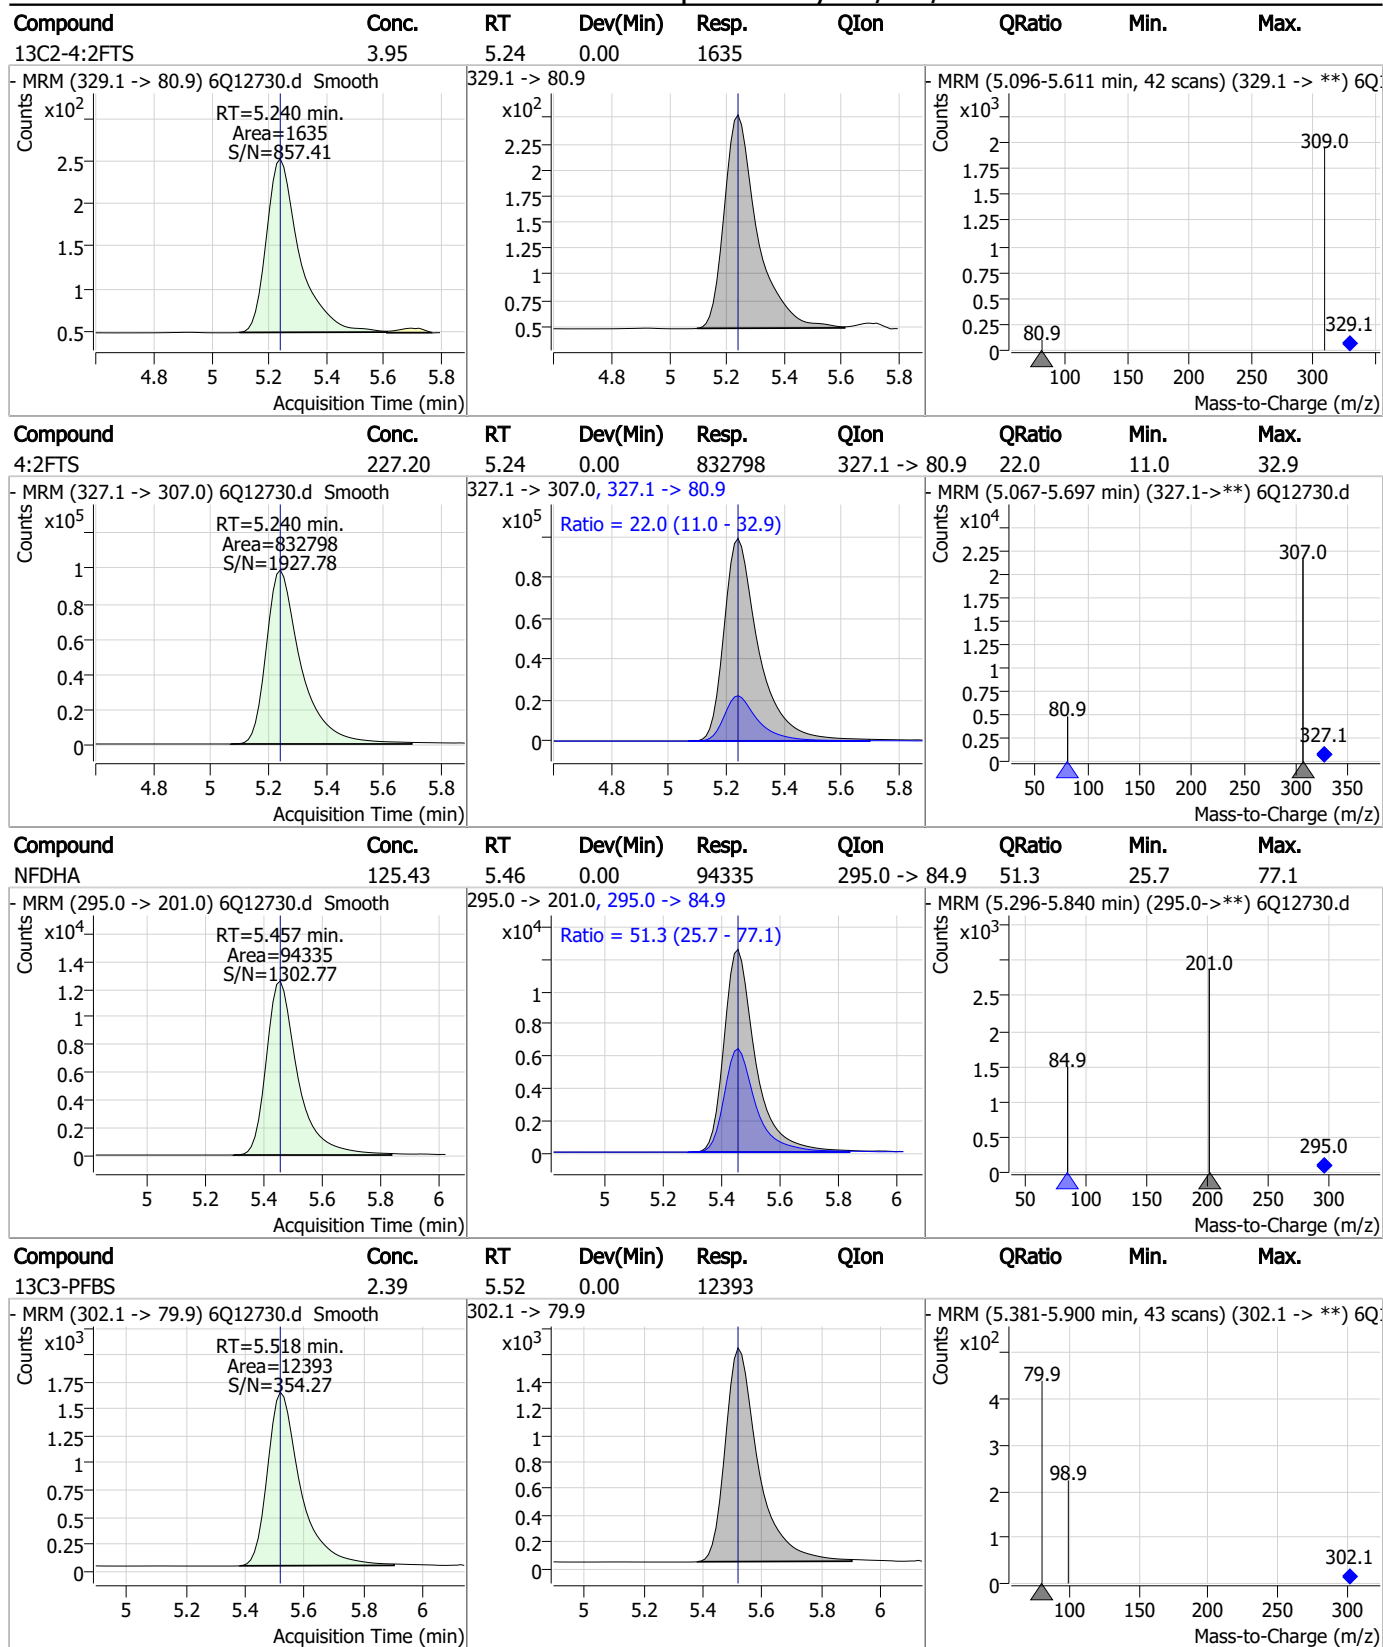 Compound Conc. RT Dev(Min) Resp. QIon QRatio Min. Max.
13C2-4:2FTS 3.95 5.24 0.00 1635
- MRM (329.1 -> 80.9) 6Q12730.d Smooth
Counts
x10²
RT=5.240 min.
Area=1635
S/N=857.41
2.5
2
1.5
1
0.5
4.8 5 5.2 5.4 5.6 5.8
Acquisition Time (min)
329.1 -> 80.9
x10²
2.25
2
1.75
1.5
1.25
1
0.75
0.5
4.8 5 5.2 5.4 5.6 5.8
- MRM (5.096-5.611 min, 42 scans) (329.1 -> **) 6Q1
Counts
x10³
309.0
2
1.75
1.5
1.25
1
0.75
0.5
0.25
0
80.9
329.1
100 150 200 250 300
Mass-to-Charge (m/z)
Compound Conc. RT Dev(Min) Resp. QIon QRatio Min. Max.
4:2FTS 227.20 5.24 0.00 832798 327.1 -> 80.9 22.0 11.0 32.9
- MRM (327.1 -> 307.0) 6Q12730.d Smooth
Counts
x10⁵
RT=5.240 min.
Area=832798
S/N=1927.78
1
0.8
0.6
0.4
0.2
0
4.8 5 5.2 5.4 5.6 5.8
Acquisition Time (min)
327.1 -> 307.0, 327.1 -> 80.9
x10⁵
Ratio = 22.0 (11.0 - 32.9)
0.8
0.6
0.4
0.2
0
4.8 5 5.2 5.4 5.6 5.8
- MRM (5.067-5.697 min) (327.1->**) 6Q12730.d
Counts
x10⁴
307.0
2.25
2
1.75
1.5
1.25
1
0.75
0.5
0.25
0
80.9
327.1
50 100 150 200 250 300 350
Mass-to-Charge (m/z)
Compound Conc. RT Dev(Min) Resp. QIon QRatio Min. Max.
NFDHA 125.43 5.46 0.00 94335 295.0 -> 84.9 51.3 25.7 77.1
- MRM (295.0 -> 201.0) 6Q12730.d Smooth
Counts
x10⁴
RT=5.457 min.
Area=94335
S/N=1302.77
1.4
1.2
1
0.8
0.6
0.4
0.2
0
5 5.2 5.4 5.6 5.8 6
Acquisition Time (min)
295.0 -> 201.0, 295.0 -> 84.9
x10⁴
Ratio = 51.3 (25.7 - 77.1)
1
0.8
0.6
0.4
0.2
0
5 5.2 5.4 5.6 5.8 6
- MRM (5.296-5.840 min) (295.0->**) 6Q12730.d
Counts
x10³
201.0
2.5
2
1.5
1
0.5
0
84.9
295.0
50 100 150 200 250 300
Mass-to-Charge (m/z)
Compound Conc. RT Dev(Min) Resp. QIon QRatio Min. Max.
13C3-PFBS 2.39 5.52 0.00 12393
- MRM (302.1 -> 79.9) 6Q12730.d Smooth
Counts
x10³
RT=5.518 min.
Area=12393
S/N=354.27
1.75
1.5
1.25
1
0.75
0.5
0.25
0
5 5.2 5.4 5.6 5.8 6
Acquisition Time (min)
302.1 -> 79.9
x10³
1.4
1.2
1
0.8
0.6
0.4
0.2
0
5 5.2 5.4 5.6 5.8 6
- MRM (5.381-5.900 min, 43 scans) (302.1 -> **) 6Q1
Counts
x10²
79.9
98.9
4
3
2
1
0
302.1
100 150 200 250 300
Mass-to-Charge (m/z)